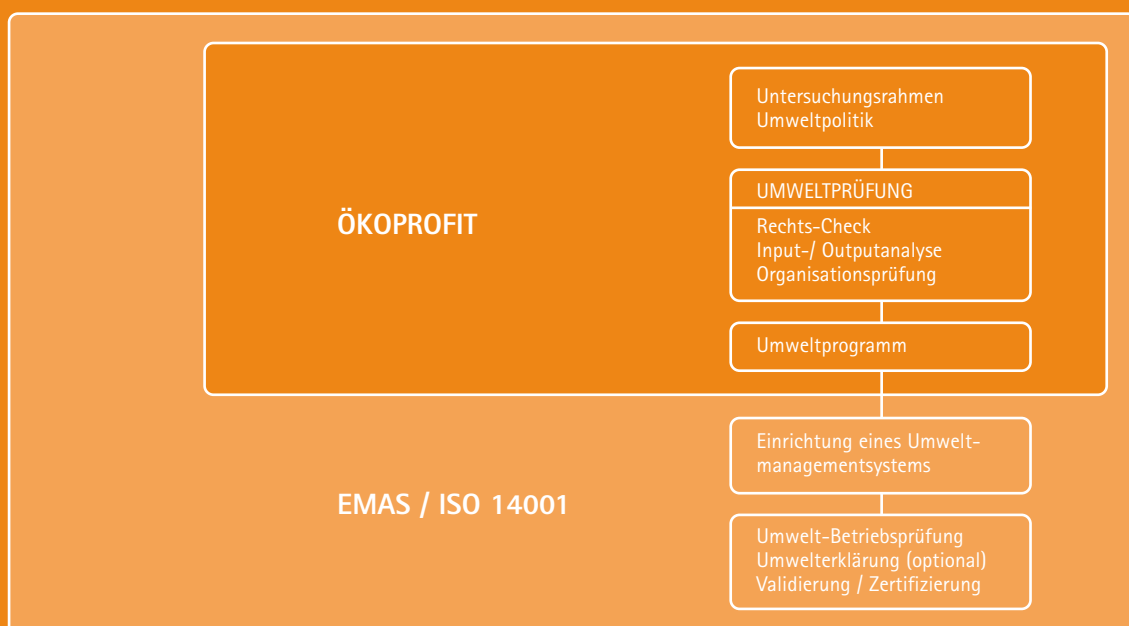 Untersuchungsrahmen
Umweltpolitik
UMWELTPRÜFUNG
ÖKOPROFIT
Rechts-Check
Input-/ Outputanalyse
Organisationsprüfung
Umweltprogramm
Einrichtung eines Umwelt-
managementsystems
EMAS / ISO 14001
Umwelt-Betriebsprüfung
Umwelterklärung (optional)
Validierung / Zertifizierung